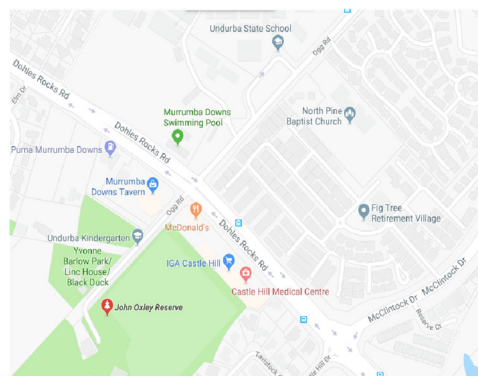 Undurba State School
Ogg Rd
Dohles Rocks Rd
Elm Dr
Murrumba Downs
Swimming Pool
North Pine
Baptist Church
Dohles Rocks Rd
Puma Murrumba Downs
Murrumba
Downs Tavern
Ogg Rd
McDonald's
Fig Tree
Retirement Village
Undurba Kindergarten
Yvonne
Barlow Park/
Linc House/
Black Duck
Dohles Rocks Rd
IGA Castle Hill
Castle Hill Medical Centre
McClintock Dr
McClintock Dr
John Oxley Reserve